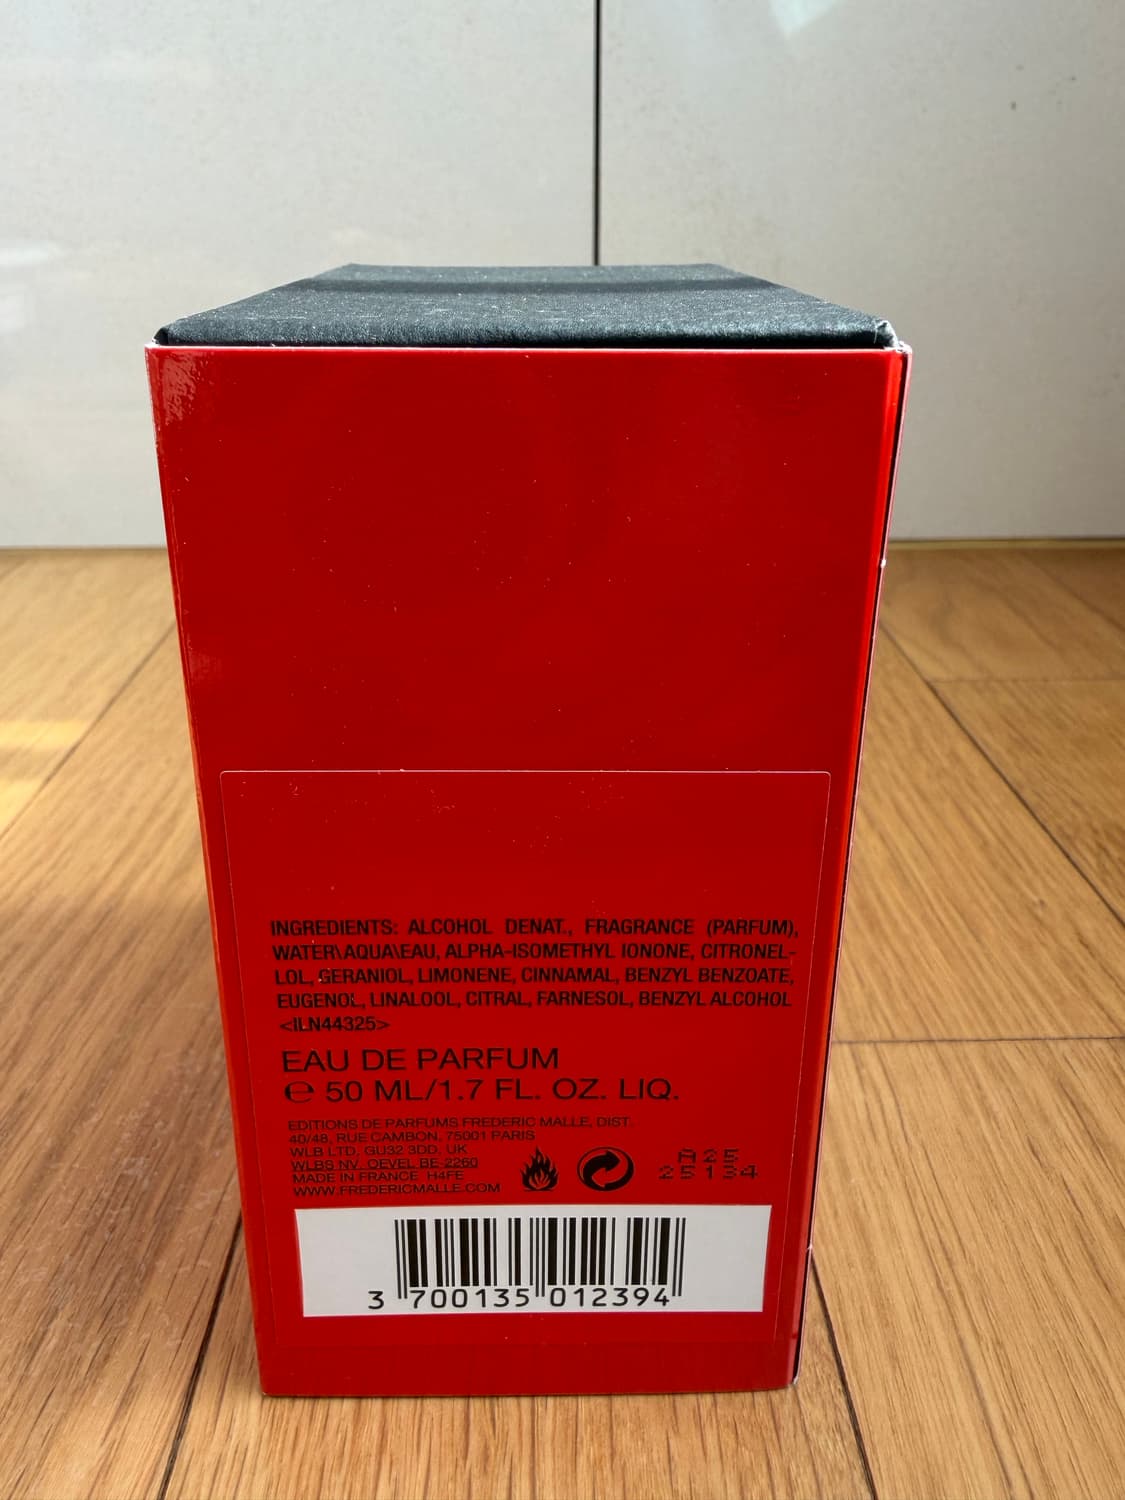 INGREDIENTS: ALCOHOL DENAT., FRAGRANCE (PARFUM),
WATER\AQUA\EAU, ALPHA-ISOMETHYL IONONE, CITRONEL-
LOL, GERANIOL, LIMONENE, CINNAMAL, BENZYL BENZOATE,
EUGENOL, LINALOOL, CITRAL, FARNESOL, BENZYL ALCOHOL
<ILN44325>
EAU DE PARFUM
℮ 50 ML/1.7 FL. OZ. LIQ.
EDITIONS DE PARFUMS FREDERIC MALLE, DIST.
40/48, RUE CAMBON, 75001 PARIS
WLB LTD, GU32 3DD, UK
WLBS NV, OEVEL BE-2260
MADE IN FRANCE H4FE
WWW.FREDERICMALLE.COM
A25
25134
3 700135 012394